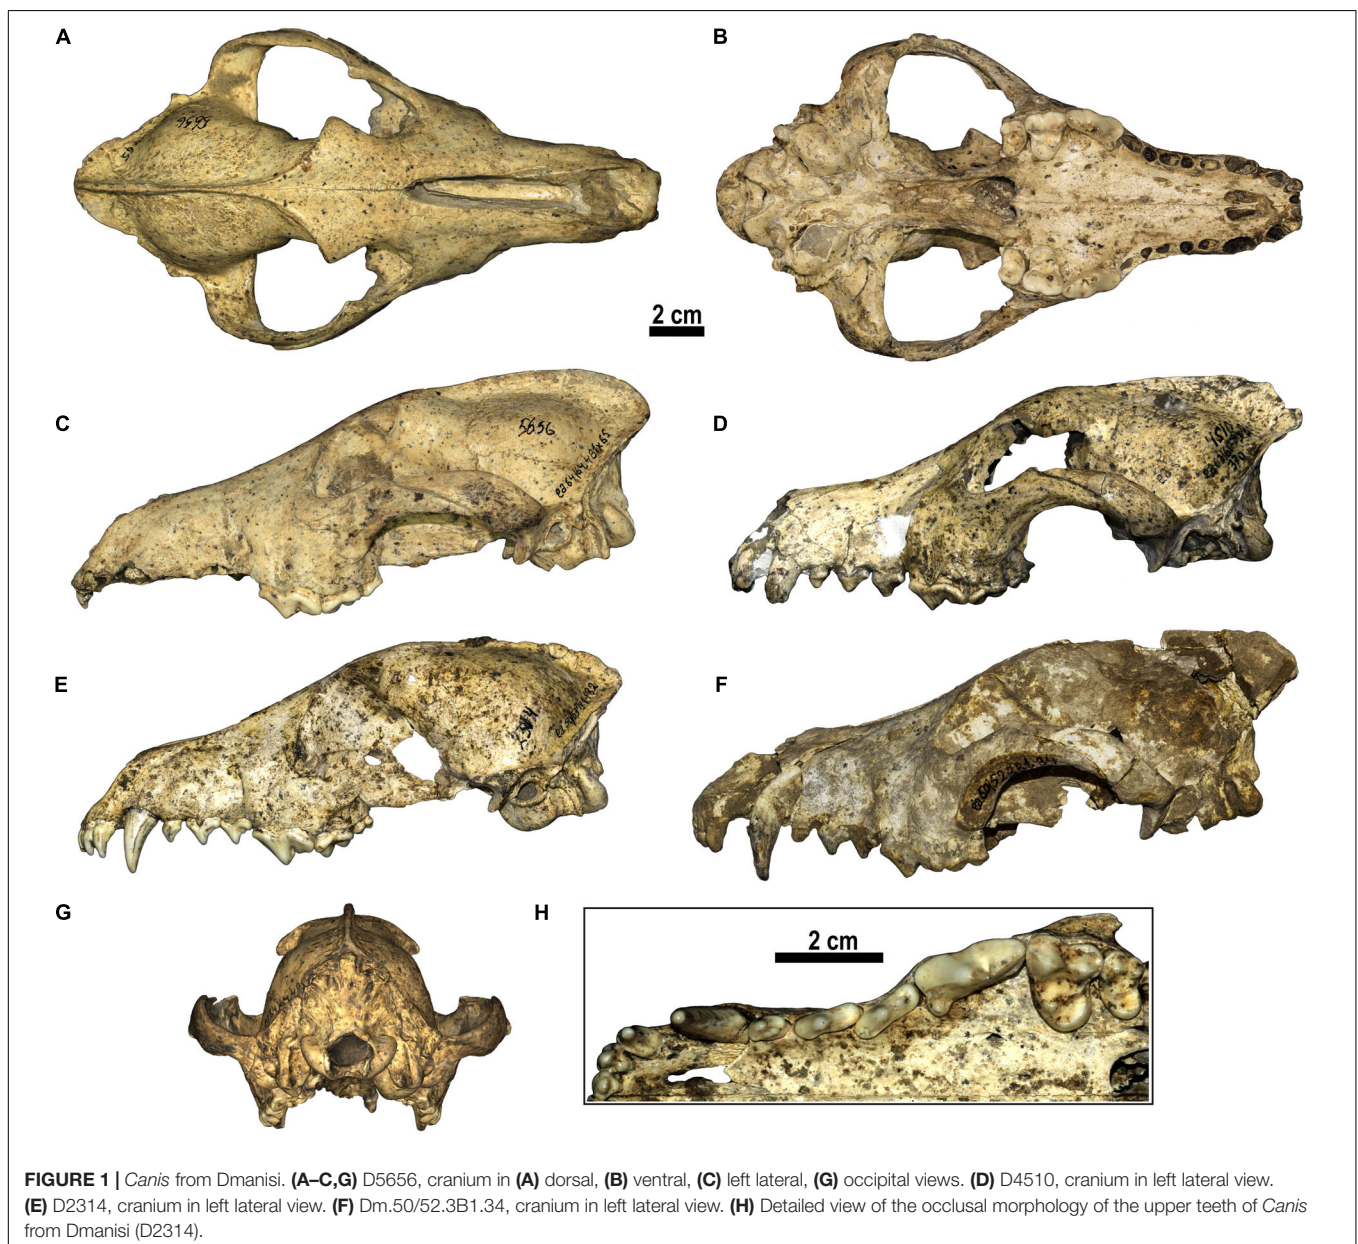 A
B
5656
2 cm
C
5656
D
E
2314.
F
G
H
2 cm
FIGURE 1 | Canis from Dmanisi. (A–C,G) D5656, cranium in (A) dorsal, (B) ventral, (C) left lateral, (G) occipital views. (D) D4510, cranium in left lateral view.
(E) D2314, cranium in left lateral view. (F) Dm.50/52.3B1.34, cranium in left lateral view. (H) Detailed view of the occlusal morphology of the upper teeth of Canis
from Dmanisi (D2314).